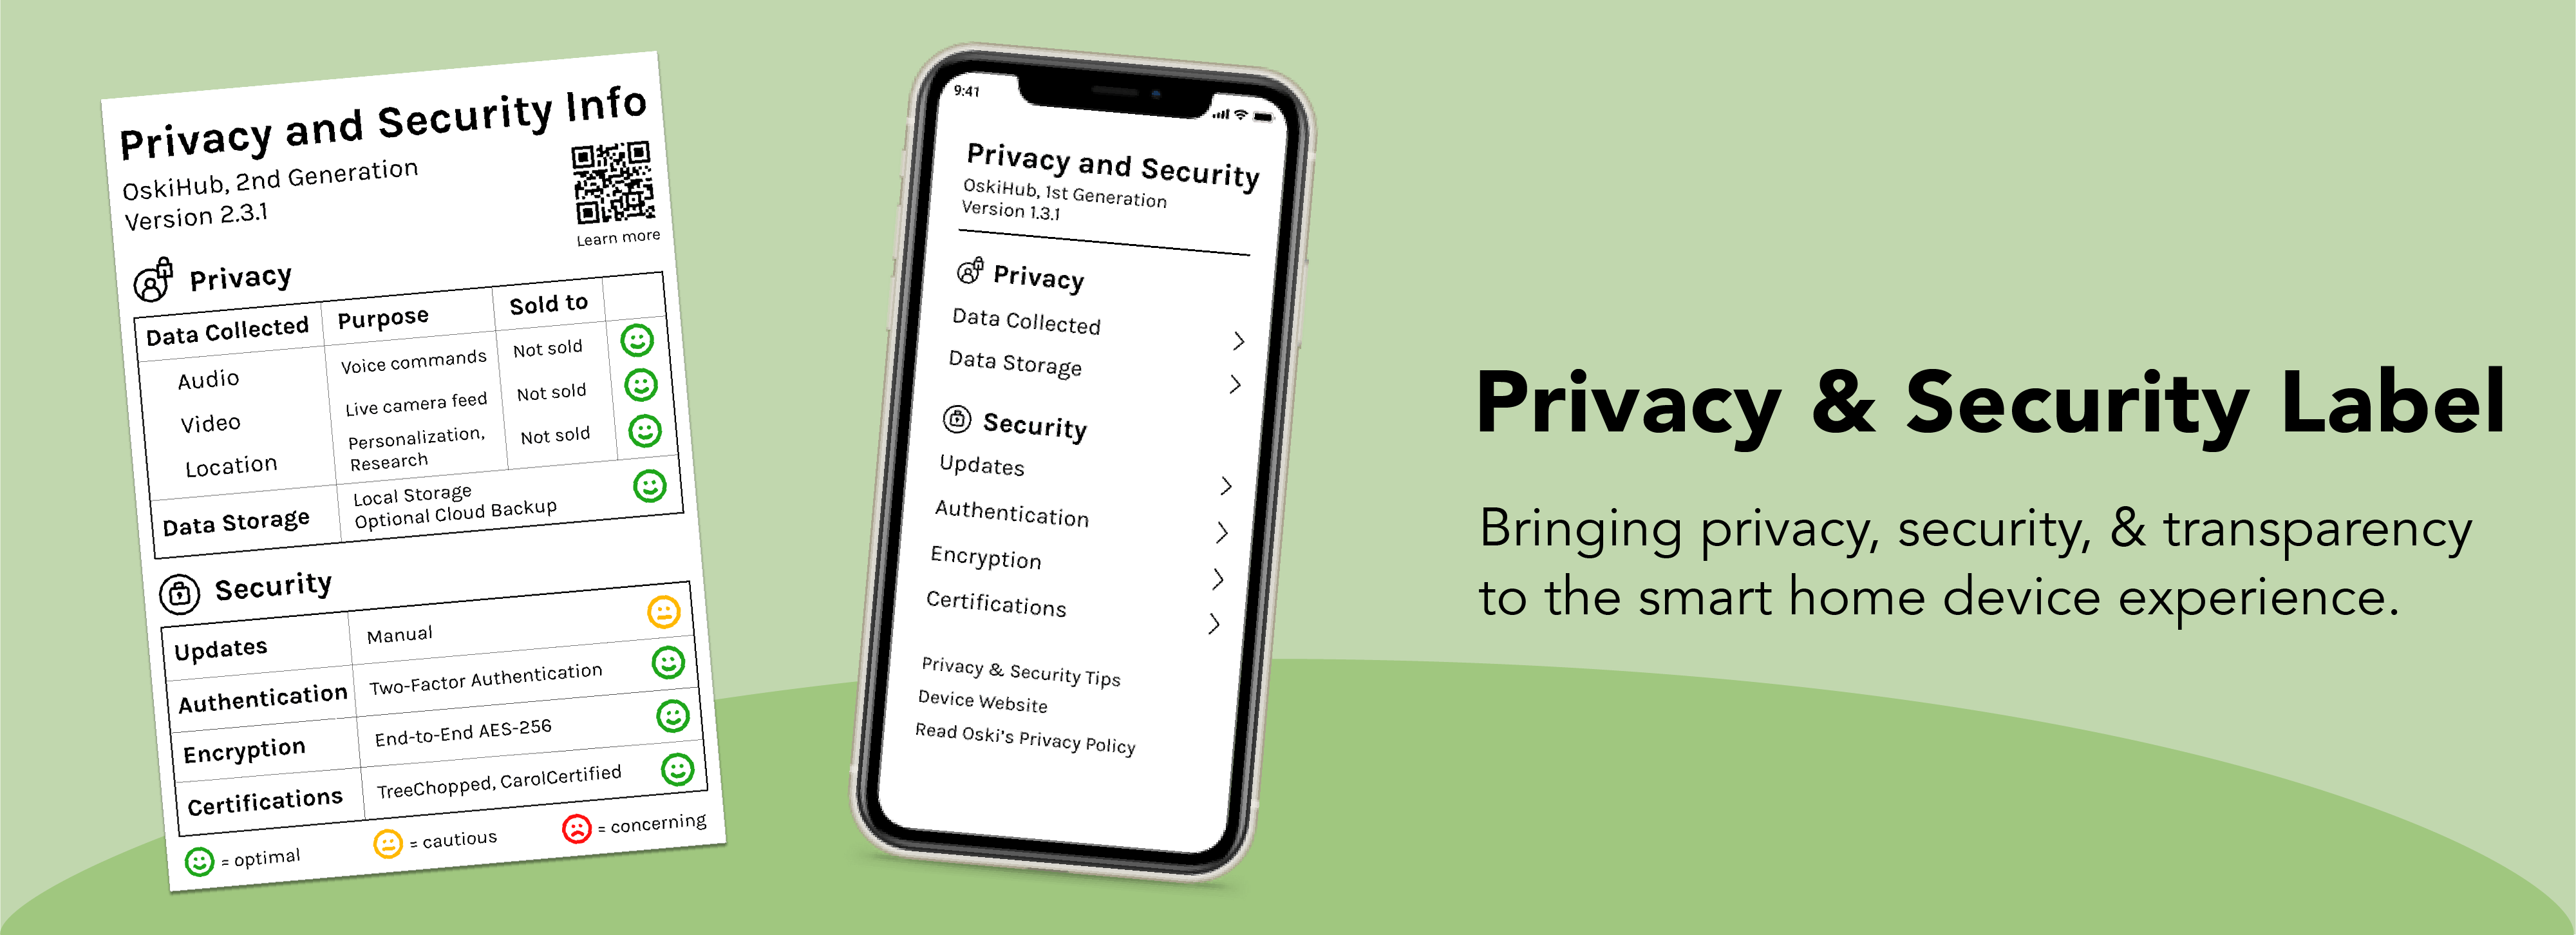 Privacy and Security Info
OskiHub, 2nd Generation
Version 2.3.1
Learn more
Privacy
Data Collected Purpose Sold to
Audio Voice commands Not sold
Video Live camera feed Not sold
Location Personalization, Research Not sold
Data Storage Local Storage
Optional Cloud Backup
Security
Updates Manual
Authentication Two-Factor Authentication
Encryption End-to-End AES-256
Certifications TreeChopped, CarolCertified
= optimal = cautious = concerning
9:41
Privacy and Security
OskiHub, 1st Generation
Version 1.3.1
Privacy
Data Collected
Data Storage
Security
Updates
Authentication
Encryption
Certifications
Privacy & Security Tips
Device Website
Read Oski's Privacy Policy
Privacy & Security Label
Bringing privacy, security, & transparency
to the smart home device experience.